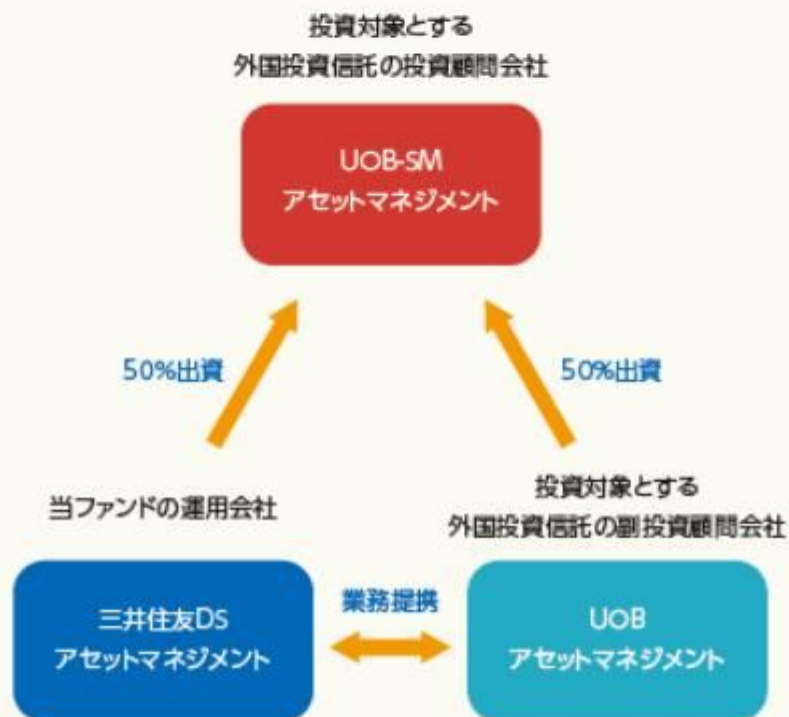 投資対象とする
外国投資信託の投資顧問会社
UOB-SM
アセットマネジメント
50%出資
50%出資
当ファンドの運用会社
投資対象とする
外国投資信託の副投資顧問会社
三井住友DS
アセットマネジメント
業務提携
UOB
アセットマネジメント